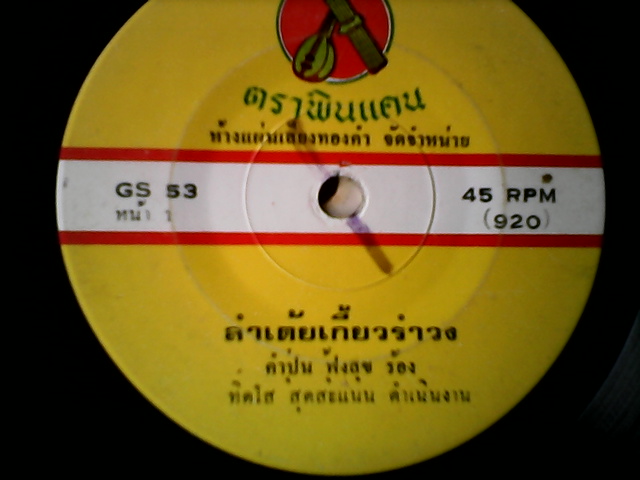 ตราพิณแคน
ห้างแผ่นเสียงทองคำ จัดจำหน่าย
GS 53
หน้า 1
45 RPM
(920)
ลำเต้ยเกี้ยวรำวง
คำปุ่น ฟุ้งสุข ร้อง
ทิดใส สุดสะแนน ดำเนินงาน